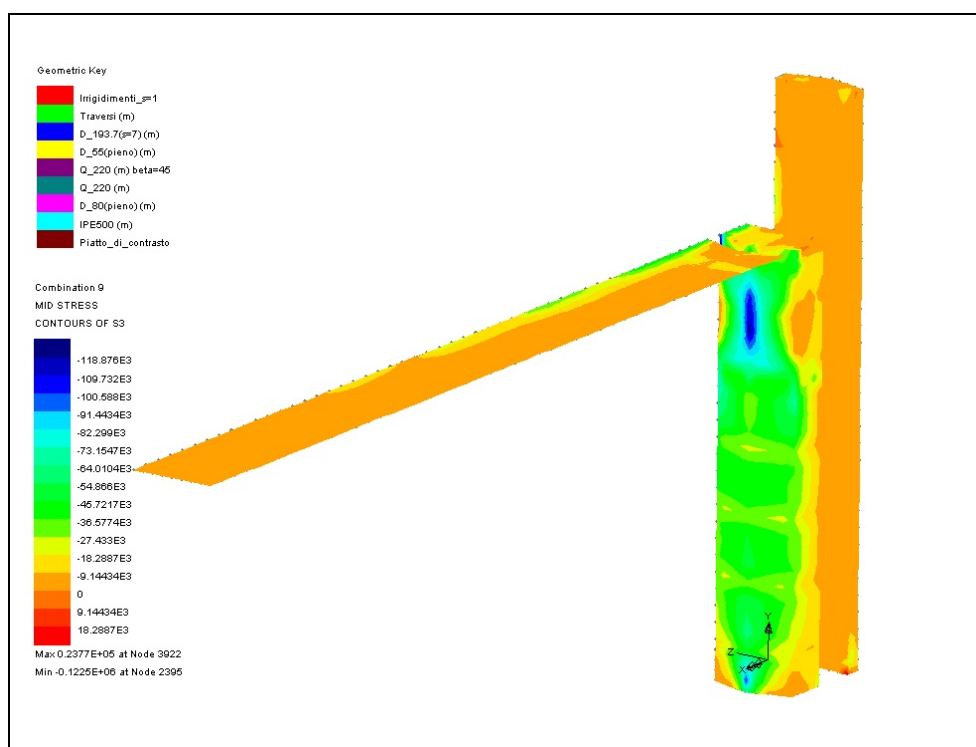 Geometric Key
Irrigidimenti_s=1
Traversi (m)
D_193.7(s=7) (m)
D_55(pieno) (m)
Q_220 (m) beta=45
Q_220 (m)
D_80(pieno) (m)
IPE500 (m)
Piatto_di_contrasto
Combination 9
MID STRESS
CONTOURS OF S3
-118.876E3
-109.732E3
-100.588E3
-91.4434E3
-82.299E3
-73.1547E3
-64.0104E3
-54.866E3
-45.7217E3
-36.5774E3
-27.433E3
-18.2887E3
-9.14434E3
0
9.14434E3
18.2887E3
Max 0.2377E+05 at Node 3922
Min -0.1225E+06 at Node 2395
Y
Z
X